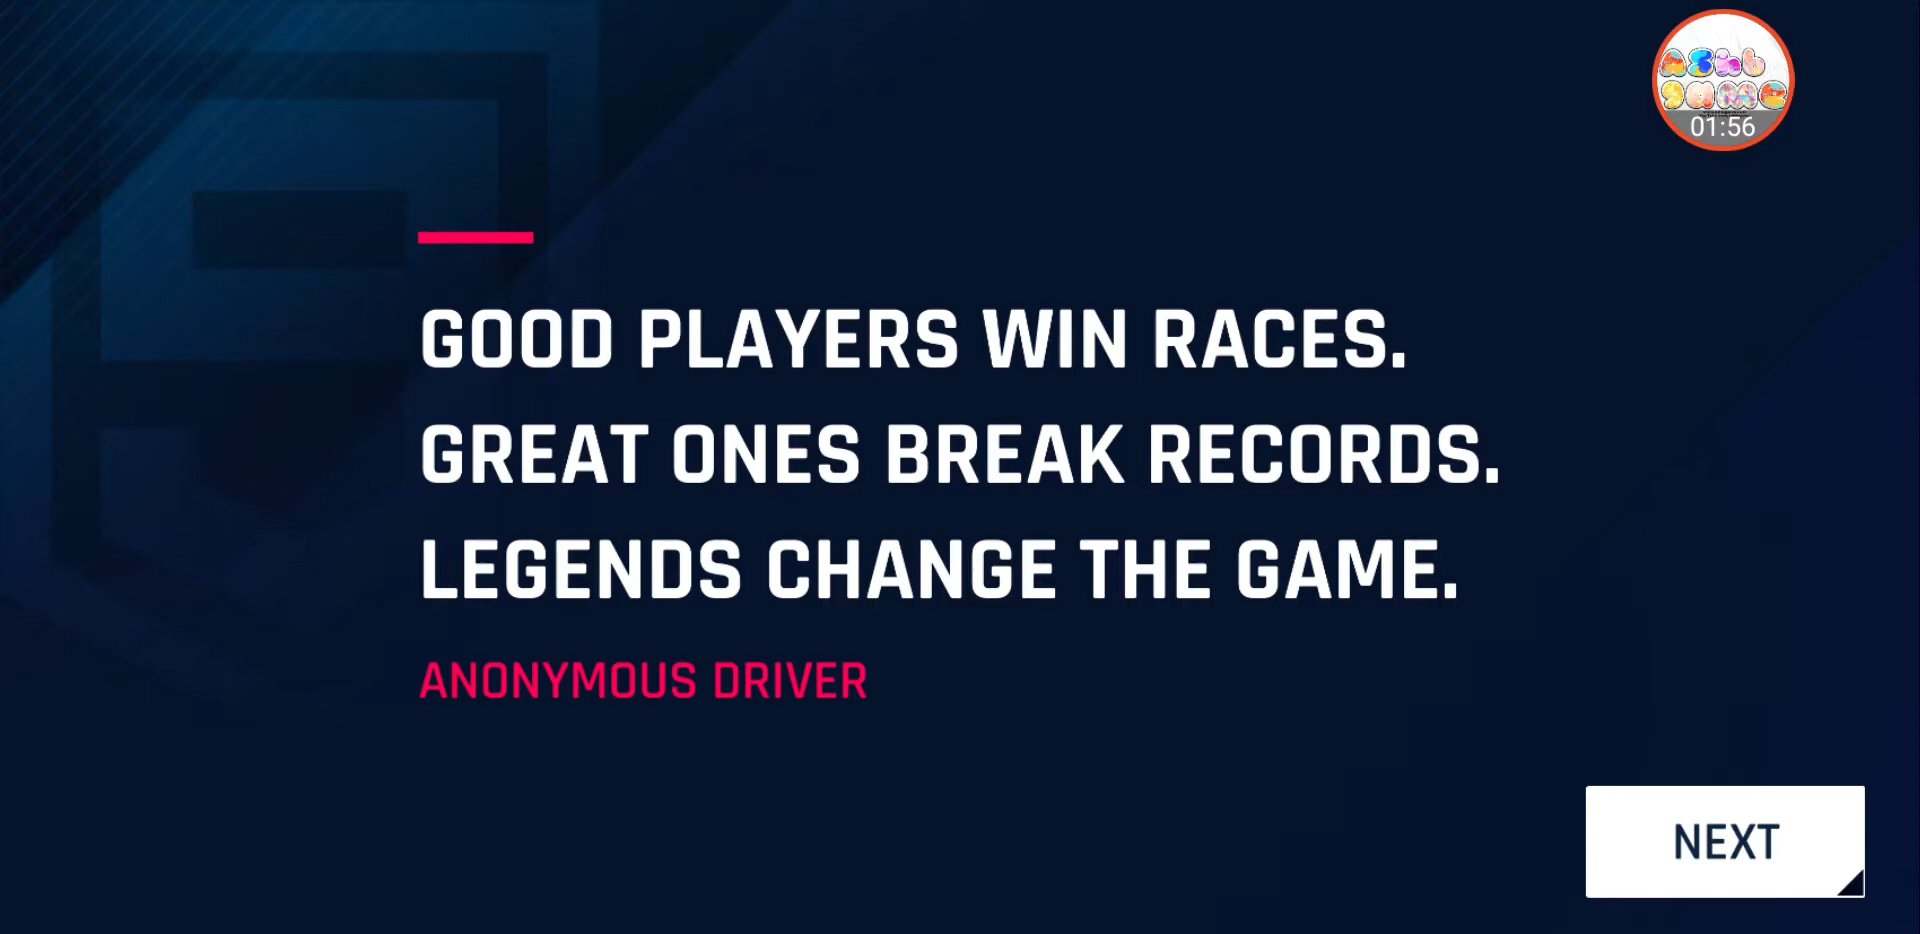 01:56
GOOD PLAYERS WIN RACES.
GREAT ONES BREAK RECORDS.
LEGENDS CHANGE THE GAME.
ANONYMOUS DRIVER
NEXT